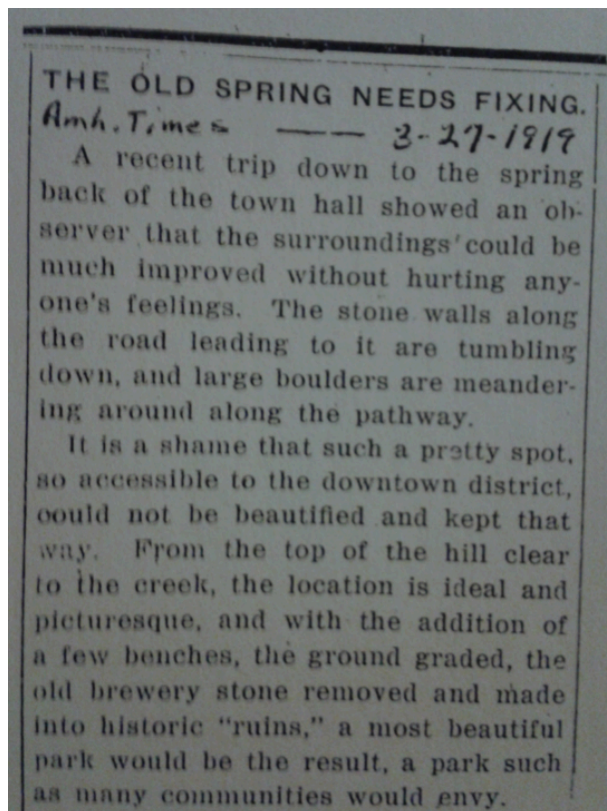 THE OLD SPRING NEEDS FIXING.
Amh. Times —— 3-27-1919
A recent trip down to the spring
back of the town hall showed an ob-
server that the surroundings could be
much improved without hurting any-
one's feelings. The stone walls along
the road leading to it are tumbling
down, and large boulders are meander-
ing around along the pathway.
It is a shame that such a pretty spot,
so accessible to the downtown district,
could not be beautified and kept that
way. From the top of the hill clear
to the creek, the location is ideal and
picturesque, and with the addition of
a few benches, the ground graded, the
old brewery stone removed and made
into historic "ruins," a most beautiful
park would be the result, a park such
as many communities would envy.